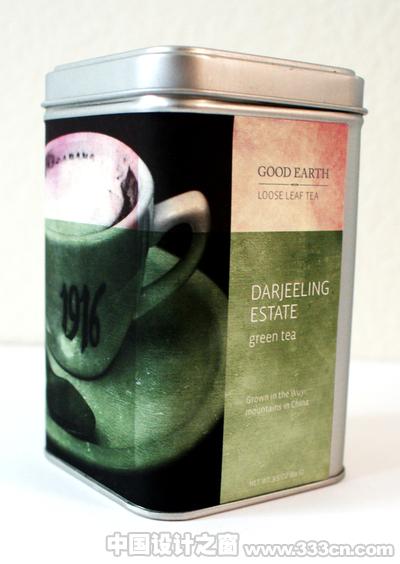 GOOD EARTH
LOOSE LEAF TEA
1916
DARJEELING
ESTATE
green tea
Grown in the Wuyi
mountains in China
中国设计之窗 www.333cn.com